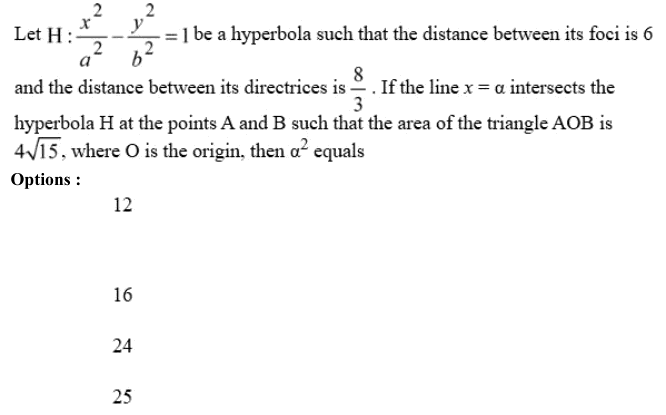 Let H : x²/a² − y²/b² = 1 be a hyperbola such that the distance between its foci is 6
and the distance between its directrices is 8/3 . If the line x = α intersects the
hyperbola H at the points A and B such that the area of the triangle AOB is
4√15, where O is the origin, then α² equals
Options :
12
16
24
25